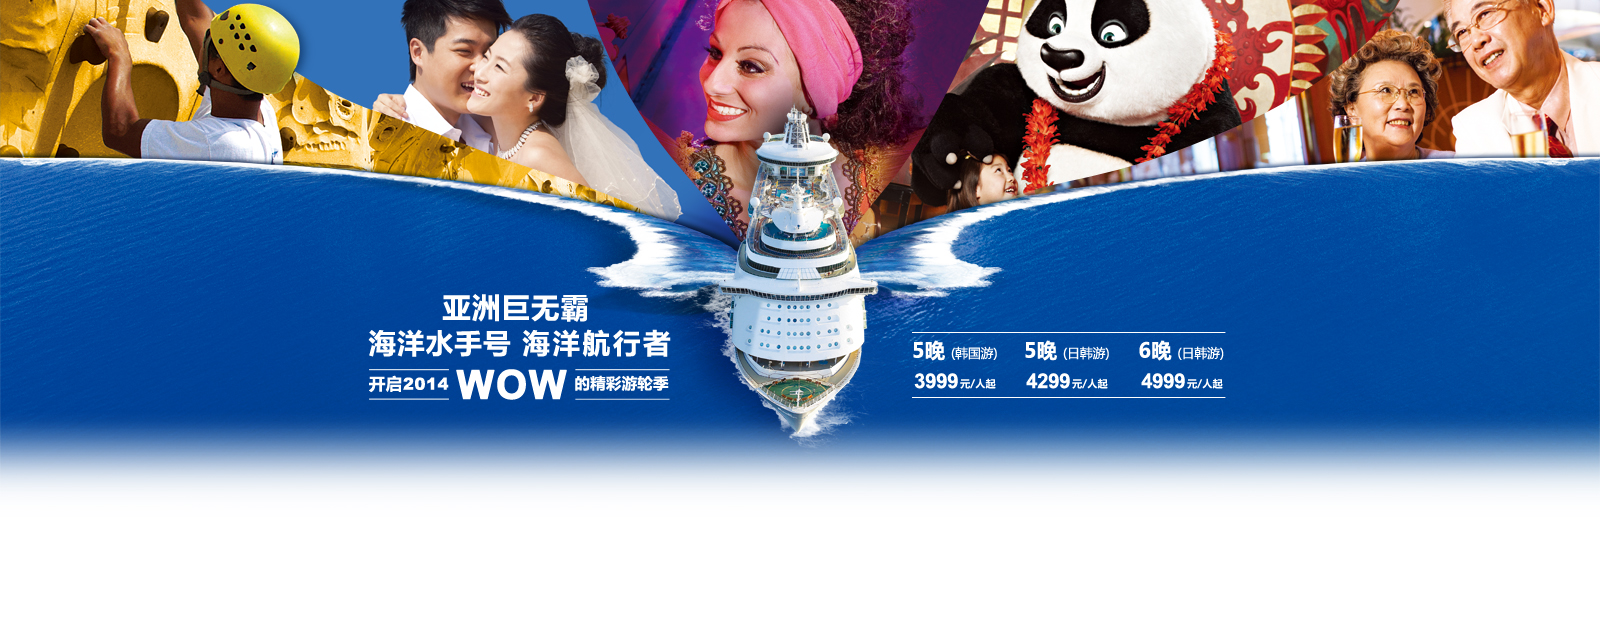 亚洲巨无霸
海洋水手号 海洋航行者
开启2014 WOW 的精彩游轮季
5晚 (韩国游) 5晚 (日韩游) 6晚 (日韩游)
3999元/人起 4299元/人起 4999元/人起